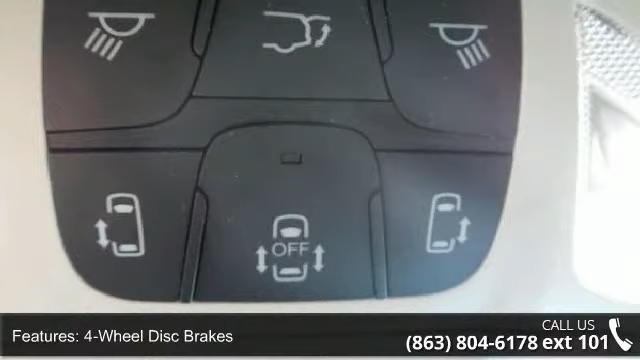 OFF
Features: 4-Wheel Disc Brakes
CALL US
(863) 804-6178 ext 101